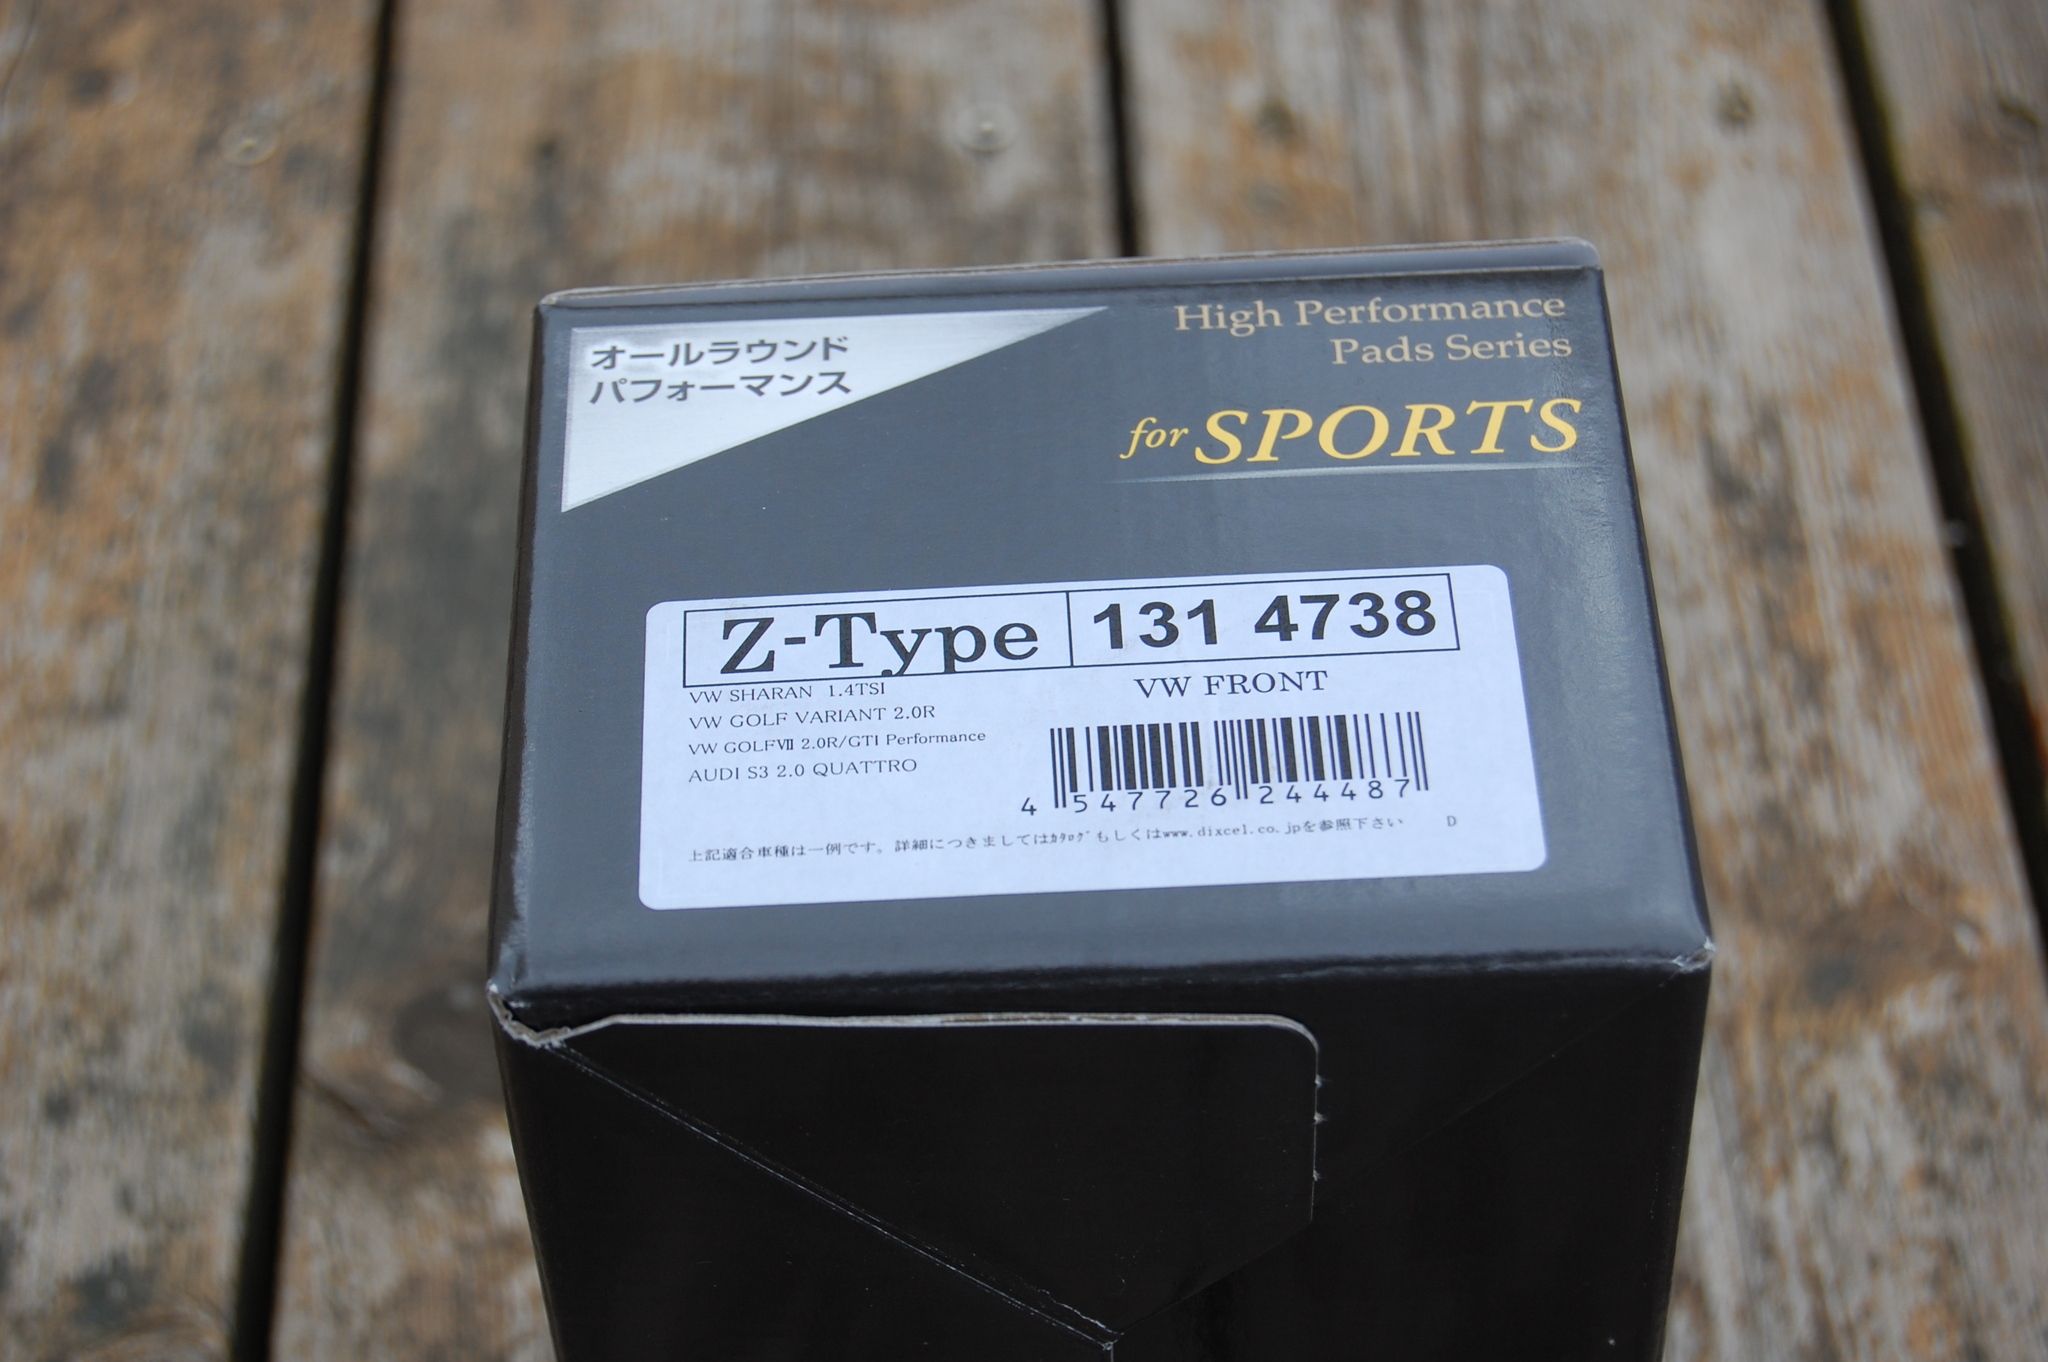 オールラウンド
パフォーマンス
High Performance
Pads Series
for SPORTS
Z-Type 131 4738
VW SHARAN 1.4TSI
VW FRONT
VW GOLF VARIANT 2.0R
VW GOLFⅦ 2.0R/GTI Performance
AUDI S3 2.0 QUATTRO
4 547726 244487
上記適合車種は一例です。詳細につきましてはｶﾀﾛｸﾞもしくはwww.dixcel.co.jpを参照下さい D